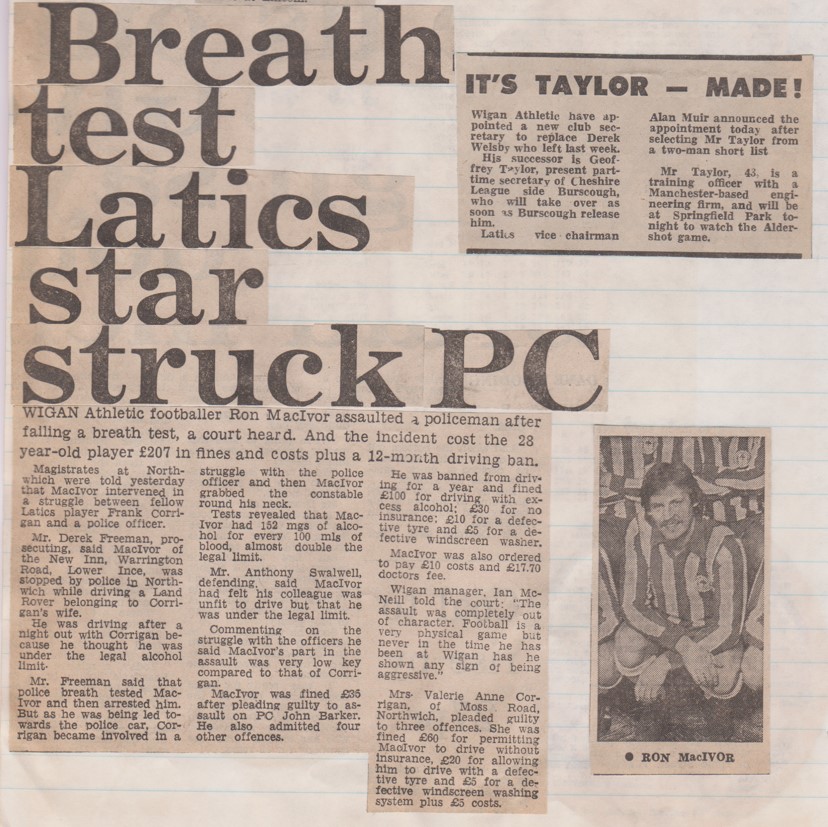 Breath
test
Latics
star
struck PC
WIGAN Athletic footballer Ron MacIvor assaulted a policeman after
failing a breath test, a court heard. And the incident cost the 28
year-old player £207 in fines and costs plus a 12-month driving ban.
Magistrates at North-
wich were told yesterday
that MacIvor intervened in
a struggle between fellow
Latics player Frank Corri-
gan and a police officer.
Mr. Derek Freeman, pro-
secuting, said MacIvor of
the New Inn, Warrington
Road, Lower Ince, was
stopped by police in North-
wich while driving a Land
Rover belonging to Corri-
gan's wife.
He was driving after a
night out with Corrigan be-
cause he thought he was
under the legal alcohol
limit.
Mr. Freeman said that
police breath tested Mac-
Ivor and then arrested him.
But as he was being led to-
wards the police car, Cor-
rigan became involved in a
struggle with the police
officer and then MacIvor
grabbed the constable
round his neck.
Tests revealed that Mac-
Ivor had 152 mgs of alco-
hol for every 100 mls of
blood, almost double the
legal limit.
Mr. Anthony Swalwell,
defending, said MacIvor
had felt his colleague was
unfit to drive but that he
was under the legal limit.
Commenting on the
struggle with the officers he
said MacIvor's part in the
assault was very low key
compared to that of Corri-
gan.
MacIvor was fined £35
after pleading guilty to as-
sault on PC John Barker.
He also admitted four
other offences.
He was banned from driv-
ing for a year and fined
£100 for driving with ex-
cess alcohol; £30 for no
insurance; £10 for a defec-
tive tyre and £5 for a de-
fective windscreen washer.
MacIvor was also ordered
to pay £10 costs and £17.70
doctors fee.
Wigan manager, Ian Mc-
Neill told the court: "The
assault was completely out
of character. Football is a
very physical game but
never in the time he has
been at Wigan has he
shown any sign of being
aggressive."
Mrs. Valerie Anne Cor-
rigan, of Moss Road,
Northwich, pleaded guilty
to three offences. She was
fined £60 for permitting
MacIvor to drive without
insurance, £20 for allowing
him to drive with a defec-
tive tyre and £5 for a de-
fective windscreen washing
system plus £5 costs.
IT'S TAYLOR — MADE!
Wigan Athletic have ap-
pointed a new club sec-
retary to replace Derek
Welsby who left last week.
His successor is Geof-
frey Taylor, present part-
time secretary of Cheshire
League side Burscough,
who will take over as
soon as Burscough release
him.
Latics vice chairman
Alan Muir announced the
appointment today after
selecting Mr Taylor from
a two-man short list
Mr Taylor, 43, is a
training officer with a
Manchester-based engi-
neering firm, and will be
at Springfield Park to-
night to watch the Alder-
shot game.
● RON MacIVOR